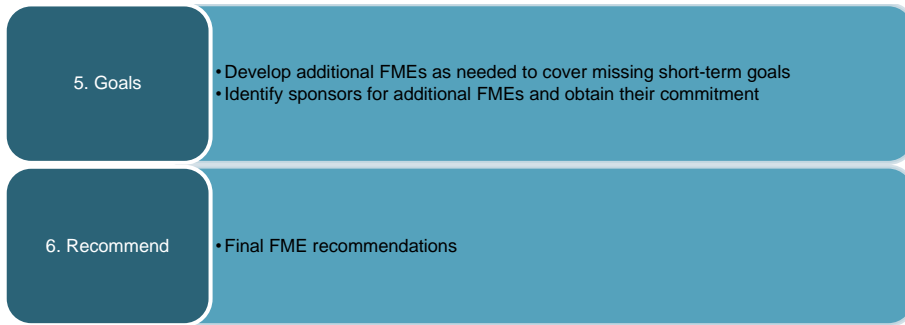 5. Goals
• Develop additional FMEs as needed to cover missing short-term goals
• Identify sponsors for additional FMEs and obtain their commitment
6. Recommend
• Final FME recommendations